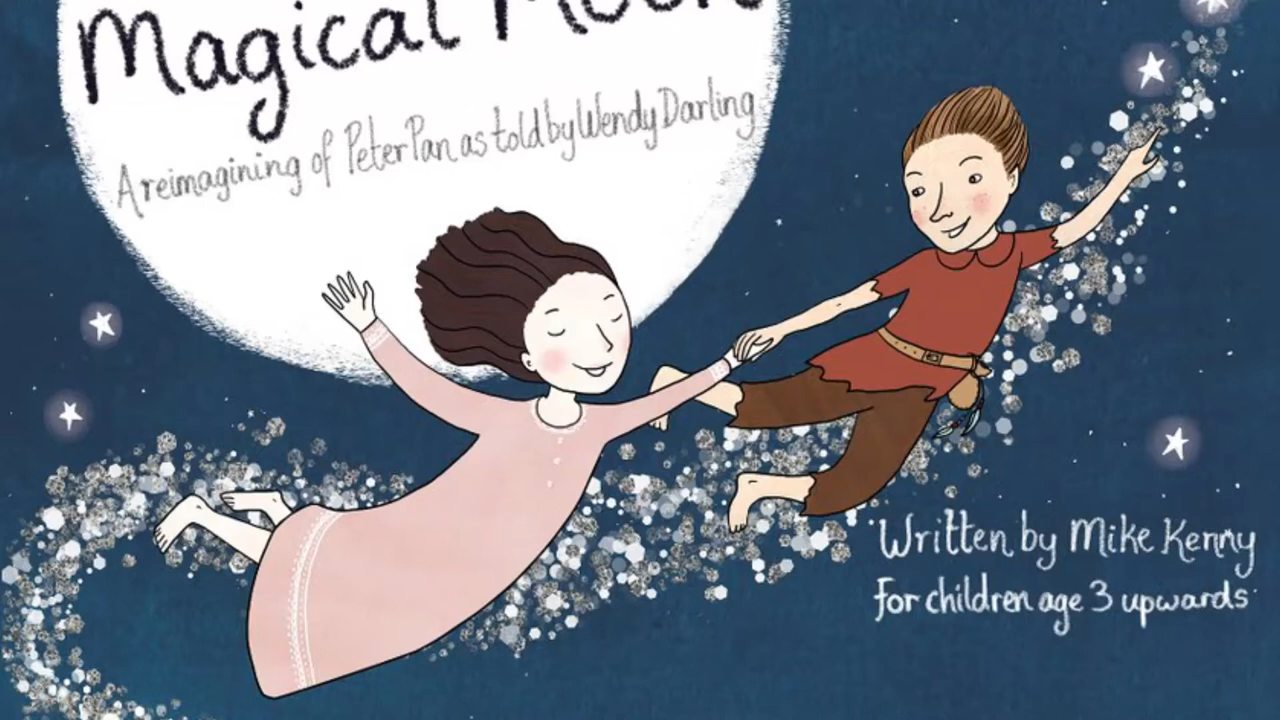 Magical Moon
A reimagining of Peter Pan as told by Wendy Darling
Written by Mike Kenny
for children age 3 upwards